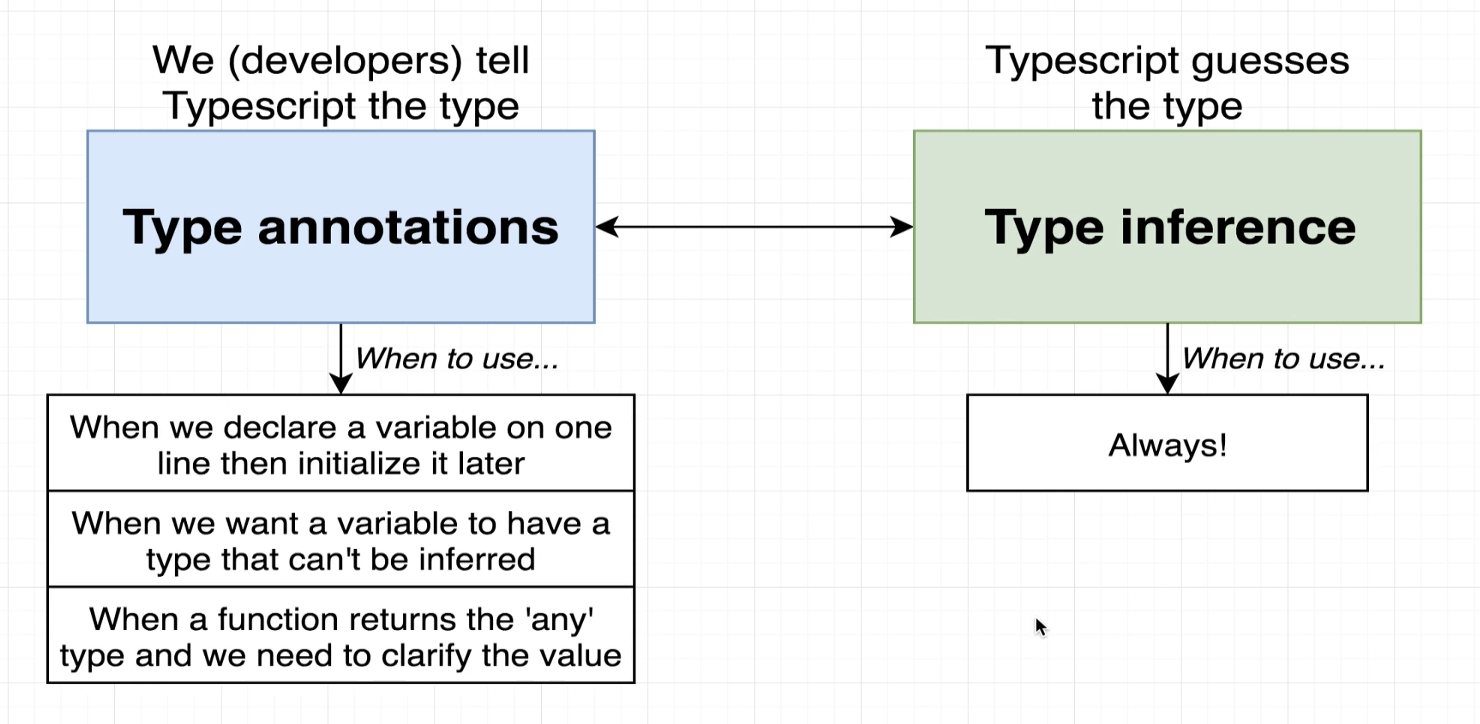 We (developers) tell
Typescript the type
Type annotations
When to use...
When we declare a variable on one
line then initialize it later
When we want a variable to have a
type that can't be inferred
When a function returns the 'any'
type and we need to clarify the value
Typescript guesses
the type
Type inference
When to use...
Always!